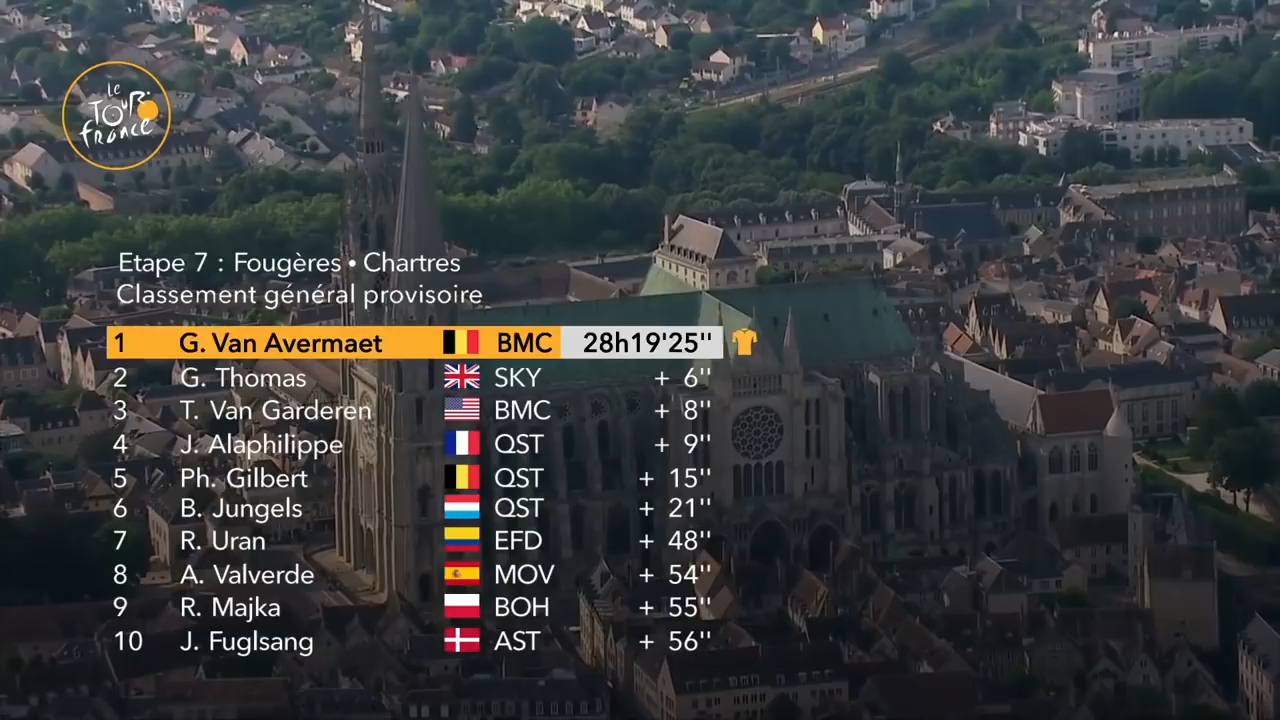 Le
TOUR DE
France
Etape 7 : Fougères • Chartres
Classement général provisoire
1 G. Van Avermaet BMC 28h19'25''
2 G. Thomas SKY + 6''
3 T. Van Garderen BMC + 8''
4 J. Alaphilippe QST + 9''
5 Ph. Gilbert QST + 15''
6 B. Jungels QST + 21''
7 R. Uran EFD + 48''
8 A. Valverde MOV + 54''
9 R. Majka BOH + 55''
10 J. Fuglsang AST + 56''